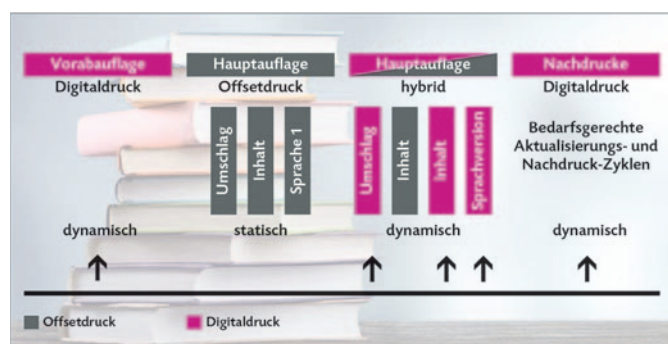 Vorabauflage
Digitaldruck
dynamisch
Hauptauflage
Offsetdruck
Umschlag
Inhalt
Sprache 1
statisch
Hauptauflage
hybrid
Umschlag
Inhalt
Inhalt
Sprachversion
dynamisch
Nachdrucke
Digitaldruck
Bedarfsgerechte
Aktualisierungs- und
Nachdruck-Zyklen
dynamisch
Offsetdruck
Digitaldruck